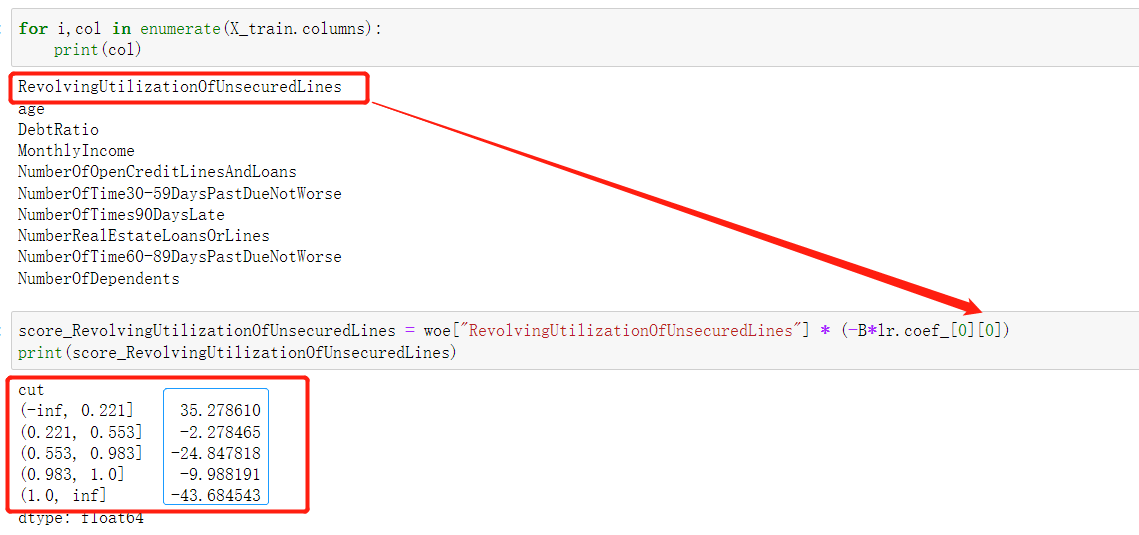 for i,col in enumerate(X_train.columns):
    print(col)
RevolvingUtilizationOfUnsecuredLines
age
DebtRatio
MonthlyIncome
NumberOfOpenCreditLinesAndLoans
NumberOfTime30-59DaysPastDueNotWorse
NumberOfTimes90DaysLate
NumberRealEstateLoansOrLines
NumberOfTime60-89DaysPastDueNotWorse
NumberOfDependents
score_RevolvingUtilizationOfUnsecuredLines = woe["RevolvingUtilizationOfUnsecuredLines"] * (-B*lr.coef_[0][0])
print(score_RevolvingUtilizationOfUnsecuredLines)
cut
(-inf, 0.221]     35.278610
(0.221, 0.553]    -2.278465
(0.553, 0.983]   -24.847818
(0.983, 1.0]      -9.988191
(1.0, inf]       -43.684543
dtype: float64